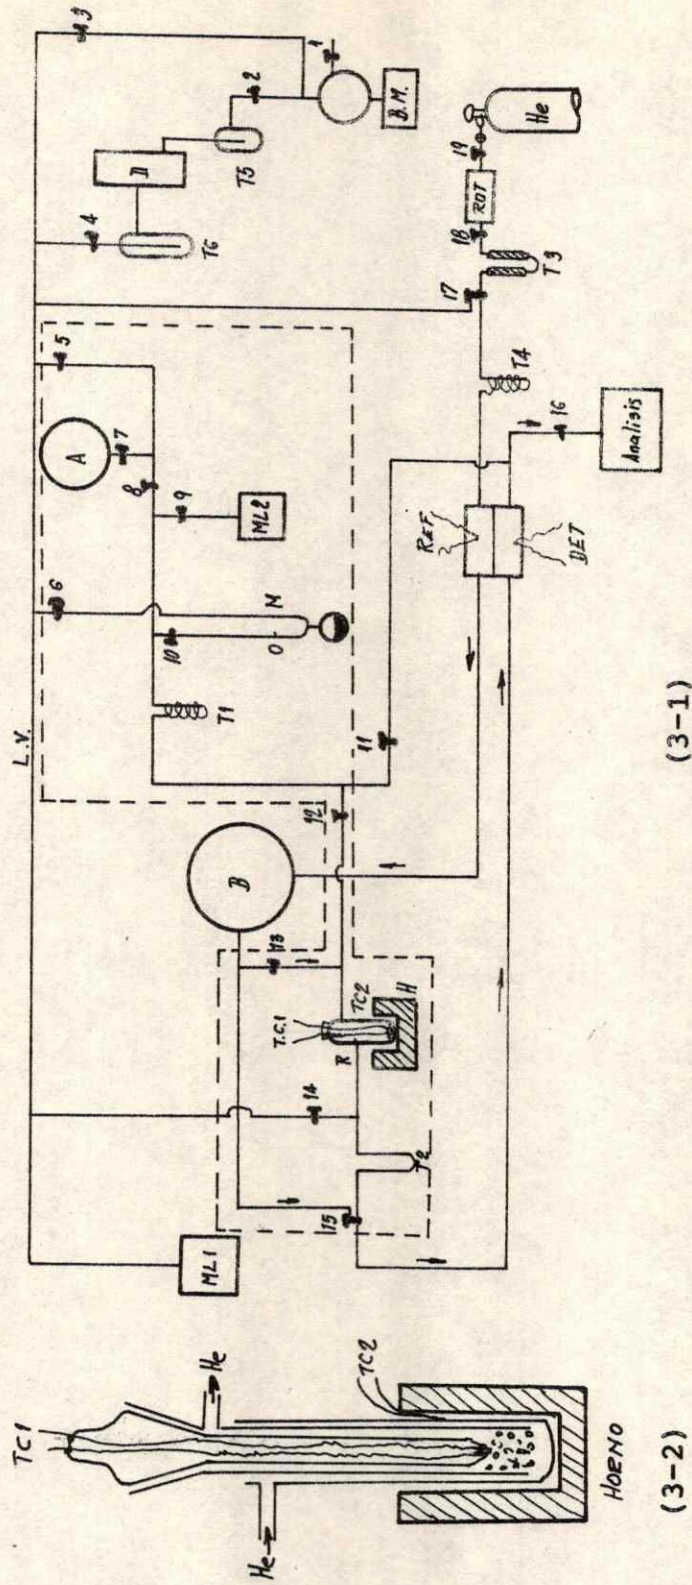 L.V.
3
1
2
4
B.M.
D
T5
T6
He
19
ROT
18
T3
17
T4
5
A
7
8
9
ML2
6
M
O
10
T1
16
Analisis
REF
DET
11
12
B
13
T.C.1
TC2
R
H
14
T2
15
ML1
(3-1)
TC1
He
He
TC2
HORNO
(3-2)